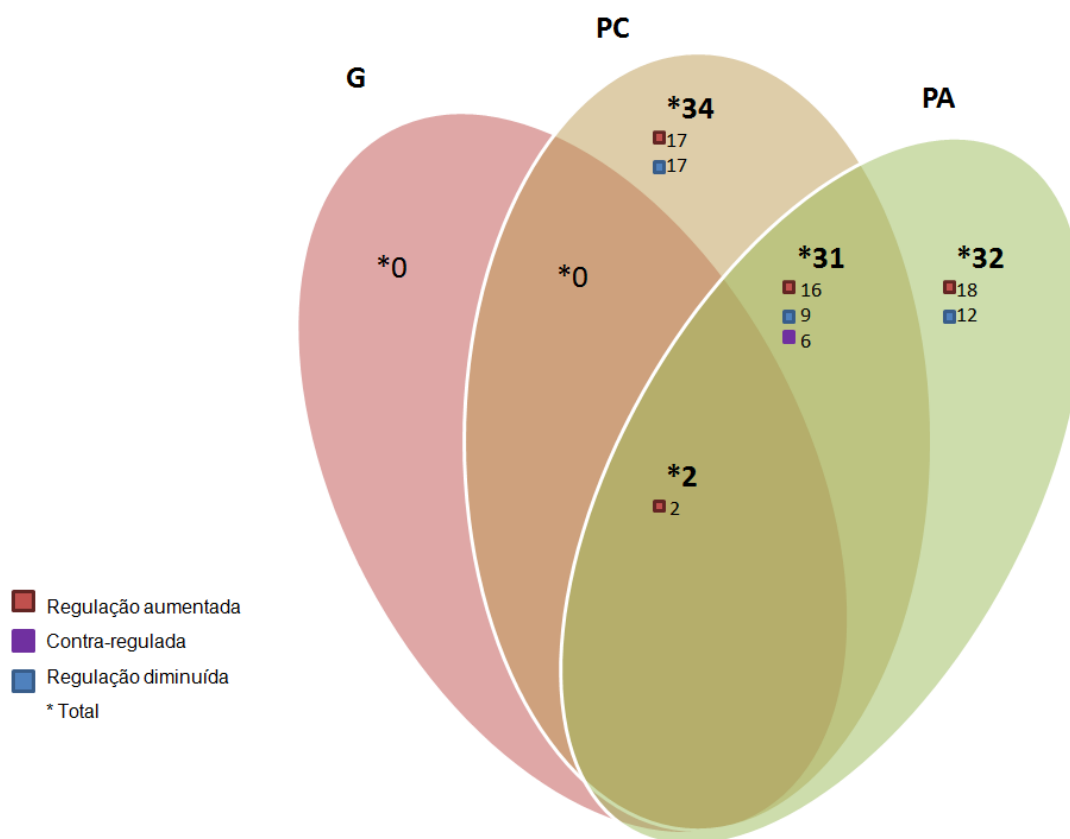 PC
G
PA
*34
17
17
*0
*0
*31
16
9
6
*32
18
12
*2
2
Regulação aumentada
Contra-regulada
Regulação diminuída
* Total